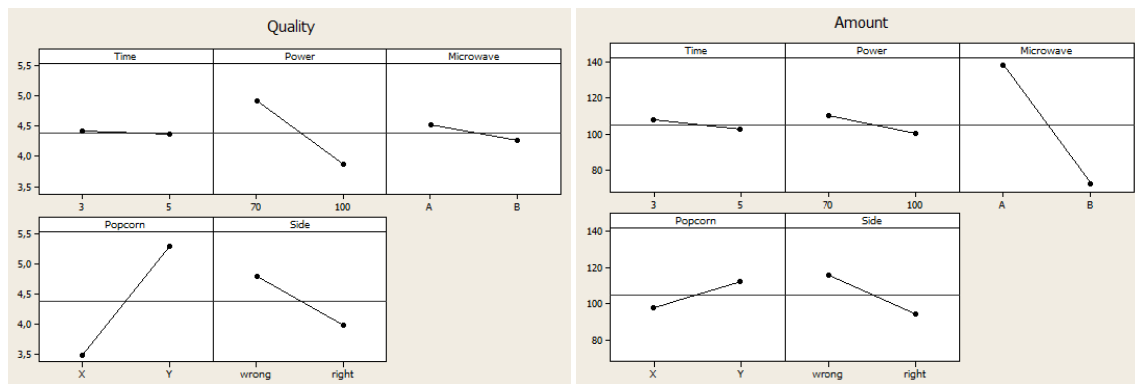 Quality
Time Power Microwave
5,5
5,0
4,5
4,0
3,5
3 5 70 100 A B
Popcorn Side
5,5
5,0
4,5
4,0
3,5
X Y wrong right
Amount
Time Power Microwave
140
120
100
80
3 5 70 100 A B
Popcorn Side
140
120
100
80
X Y wrong right